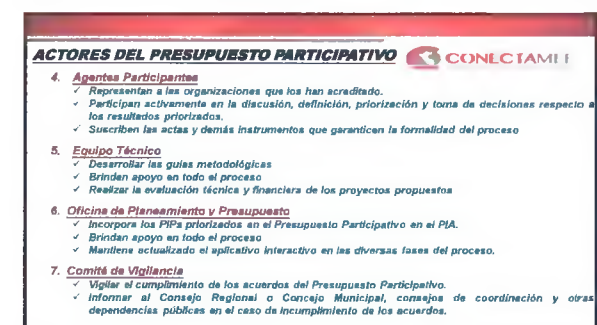 ACTORES DEL PRESUPUESTO PARTICIPATIVO CONECTAMEF
4. Agentes Participantes
✓ Representan a las organizaciones que los han acreditado.
✓ Participan activamente en la discusión, definición, priorización y toma de decisiones respecto a
los resultados priorizados.
✓ Suscriben las actas y demás instrumentos que garanticen la formalidad del proceso
5. Equipo Técnico
✓ Desarrollar las guías metodológicas
✓ Brindan apoyo en todo el proceso
✓ Realizar la evaluación técnica y financiera de los proyectos propuestos
6. Oficina de Planeamiento y Presupuesto
✓ Incorpora los PIPs priorizados en el Presupuesto Participativo en el PIA.
✓ Brindan apoyo en todo el proceso
✓ Mantiene actualizado el aplicativo interactivo en las diversas fases del proceso.
7. Comité de Vigilancia
✓ Vigilar el cumplimiento de los acuerdos del Presupuesto Participativo.
✓ Informar al Consejo Regional o Concejo Municipal, consejos de coordinación y otras
dependencias públicas en el caso de incumplimiento de los acuerdos.